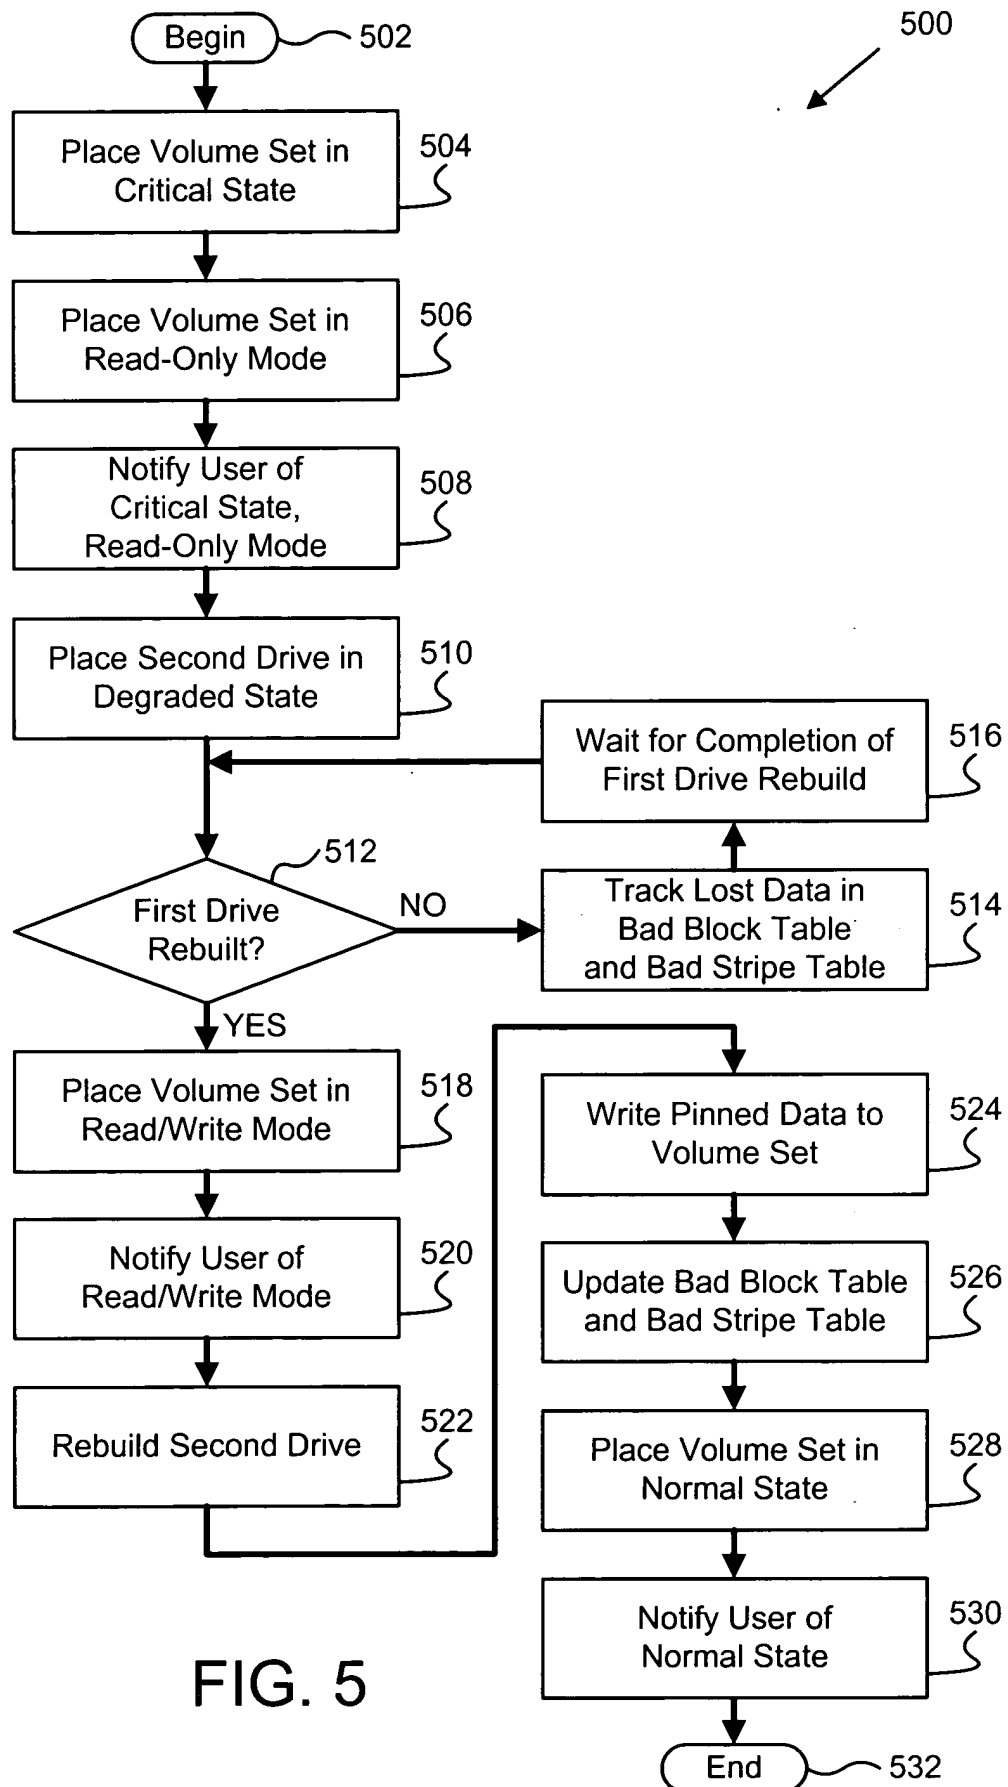 Begin
502
500
Place Volume Set in
Critical State
504
Place Volume Set in
Read-Only Mode
506
Notify User of
Critical State,
Read-Only Mode
508
Place Second Drive in
Degraded State
510
Wait for Completion of
First Drive Rebuild
516
512
First Drive
Rebuilt?
NO
Track Lost Data in
Bad Block Table
and Bad Stripe Table
514
YES
Place Volume Set in
Read/Write Mode
518
Notify User of
Read/Write Mode
520
Rebuild Second Drive
522
Write Pinned Data to
Volume Set
524
Update Bad Block Table
and Bad Stripe Table
526
Place Volume Set in
Normal State
528
Notify User of
Normal State
530
End
532
FIG. 5